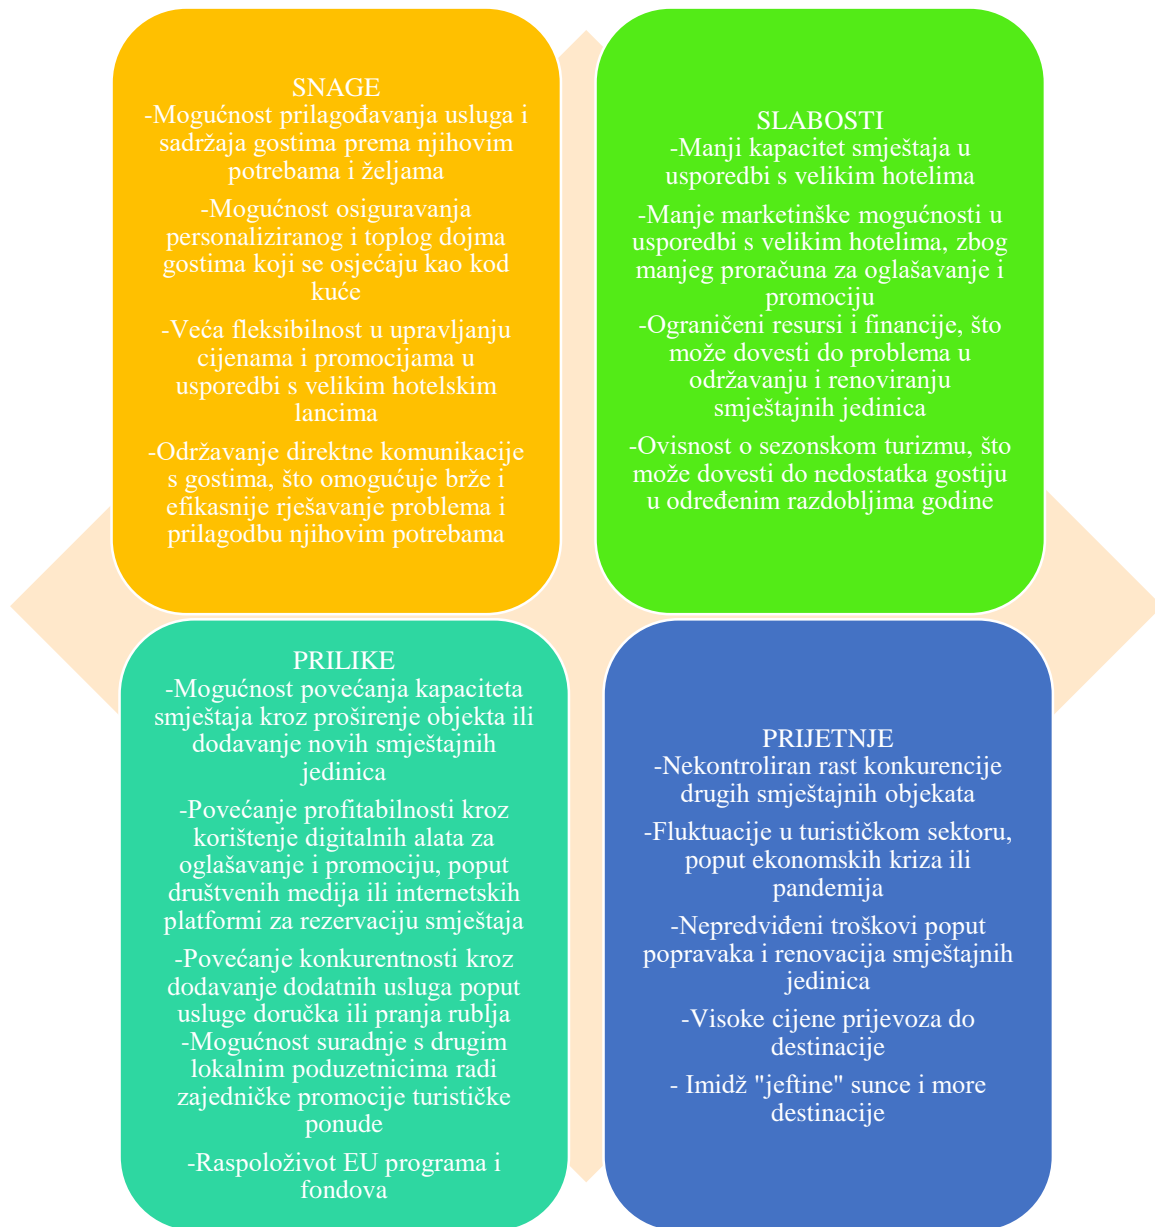 SNAGE
-Mogućnost prilagođavanja usluga i
sadržaja gostima prema njihovim
potrebama i željama
-Mogućnost osiguravanja
personaliziranog i toplog dojma
gostima koji se osjećaju kao kod
kuće
-Veća fleksibilnost u upravljanju
cijenama i promocijama u
usporedbi s velikim hotelskim
lancima
-Održavanje direktne komunikacije
s gostima, što omogućuje brže i
efikasnije rješavanje problema i
prilagodbu njihovim potrebama
SLABOSTI
-Manji kapacitet smještaja u
usporedbi s velikim hotelima
-Manje marketinške mogućnosti u
usporedbi s velikim hotelima, zbog
manjeg proračuna za oglašavanje i
promociju
-Ograničeni resursi i financije, što
može dovesti do problema u
održavanju i renoviranju
smještajnih jedinica
-Ovisnost o sezonskom turizmu, što
može dovesti do nedostatka gostiju
u određenim razdobljima godine
PRILIKE
-Mogućnost povećanja kapaciteta
smještaja kroz proširenje objekta ili
dodavanje novih smještajnih
jedinica
-Povećanje profitabilnosti kroz
korištenje digitalnih alata za
oglašavanje i promociju, poput
društvenih medija ili internetskih
platformi za rezervaciju smještaja
-Povećanje konkurentnosti kroz
dodavanje dodatnih usluga poput
usluge doručka ili pranja rublja
-Mogućnost suradnje s drugim
lokalnim poduzetnicima radi
zajedničke promocije turističke
ponude
-Raspoloživot EU programa i
fondova
PRIJETNJE
-Nekontroliran rast konkurencije
drugih smještajnih objekata
-Fluktuacije u turističkom sektoru,
poput ekonomskih kriza ili
pandemija
-Nepredviđeni troškovi poput
popravaka i renovacija smještajnih
jedinica
-Visoke cijene prijevoza do
destinacije
- Imidž "jeftine" sunce i more
destinacije